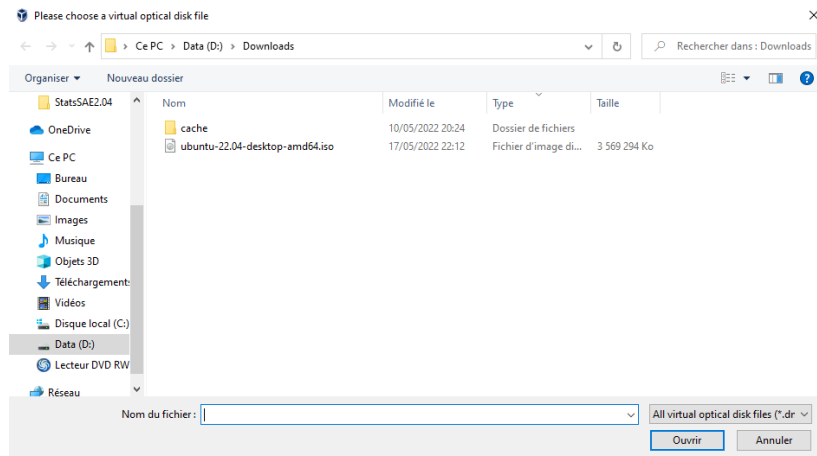 Please choose a virtual optical disk file
Ce PC > Data (D:) > Downloads
Rechercher dans : Downloads
Organiser
Nouveau dossier
StatsSAE2.04
OneDrive
Ce PC
Bureau
Documents
Images
Musique
Objets 3D
Téléchargements
Vidéos
Disque local (C:)
Data (D:)
Lecteur DVD RW
Réseau
Nom Modifié le Type Taille
cache 10/05/2022 20:24 Dossier de fichiers
ubuntu-22.04-desktop-amd64.iso 17/05/2022 22:12 Fichier d'image di... 3 569 294 Ko
Nom du fichier :
All virtual optical disk files (*.dr
Ouvrir Annuler